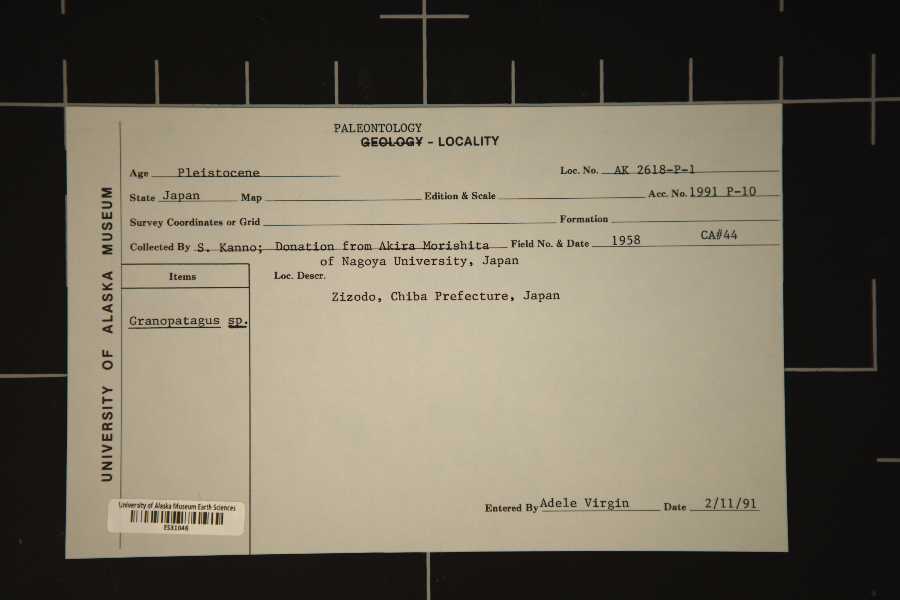 PALEONTOLOGY
GEOLOGY - LOCALITY
Age Pleistocene Loc. No. AK 2618-P-1
State Japan Map Edition & Scale Acc. No. 1991 P-10
Survey Coordinates or Grid Formation
Collected By S. Kanno; Donation from Akira Morishita Field No. & Date 1958 CA#44
of Nagoya University, Japan
Items Loc. Descr.
Zizodo, Chiba Prefecture, Japan
Granopatagus sp.
UNIVERSITY OF ALASKA MUSEUM
Entered By Adele Virgin Date 2/11/91
University of Alaska Museum Earth Sciences
ES31046